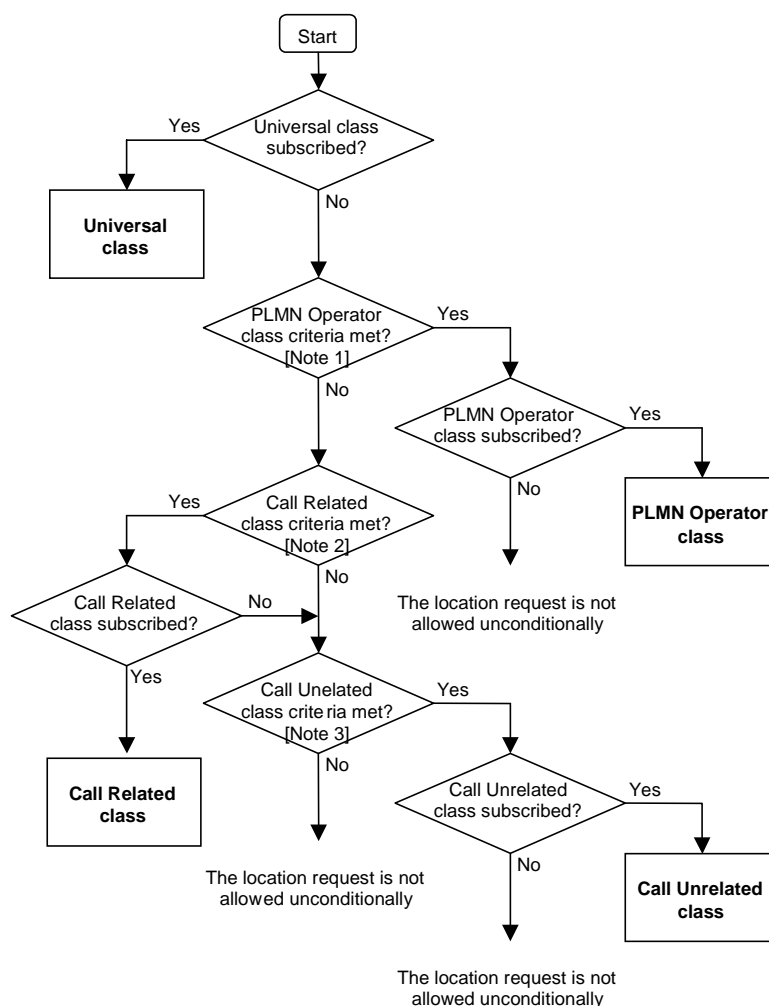 Start
Universal class
subscribed?
Yes
No
Universal
class
PLMN Operator
class criteria met?
[Note 1]
Yes
No
PLMN Operator
class subscribed?
Yes
No
PLMN Operator
class
The location request is not
allowed unconditionally
Call Related
class criteria met?
[Note 2]
Yes
No
Call Related
class subscribed?
No
Yes
Call Related
class
Call Unelated
class criteria met?
[Note 3]
Yes
No
The location request is not
allowed unconditionally
Call Unrelated
class subscribed?
Yes
No
Call Unrelated
class
The location request is not
allowed unconditionally